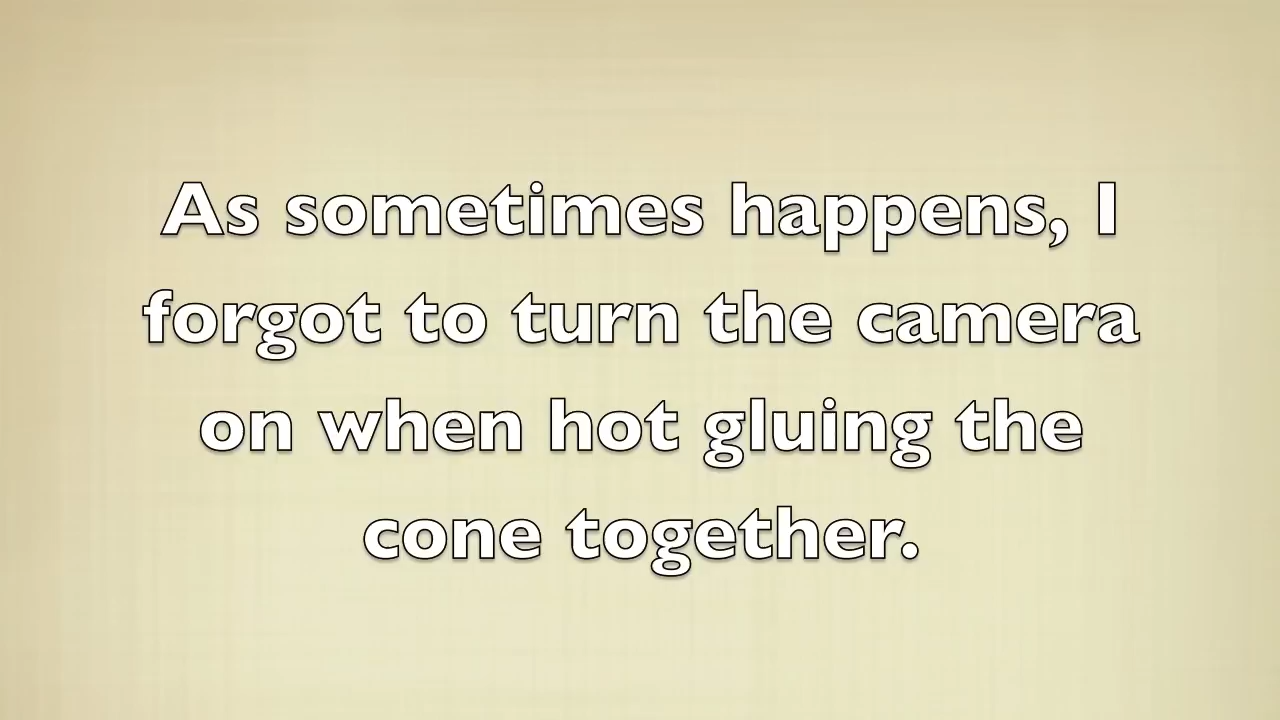 As sometimes happens, I
forgot to turn the camera
on when hot gluing the
cone together.